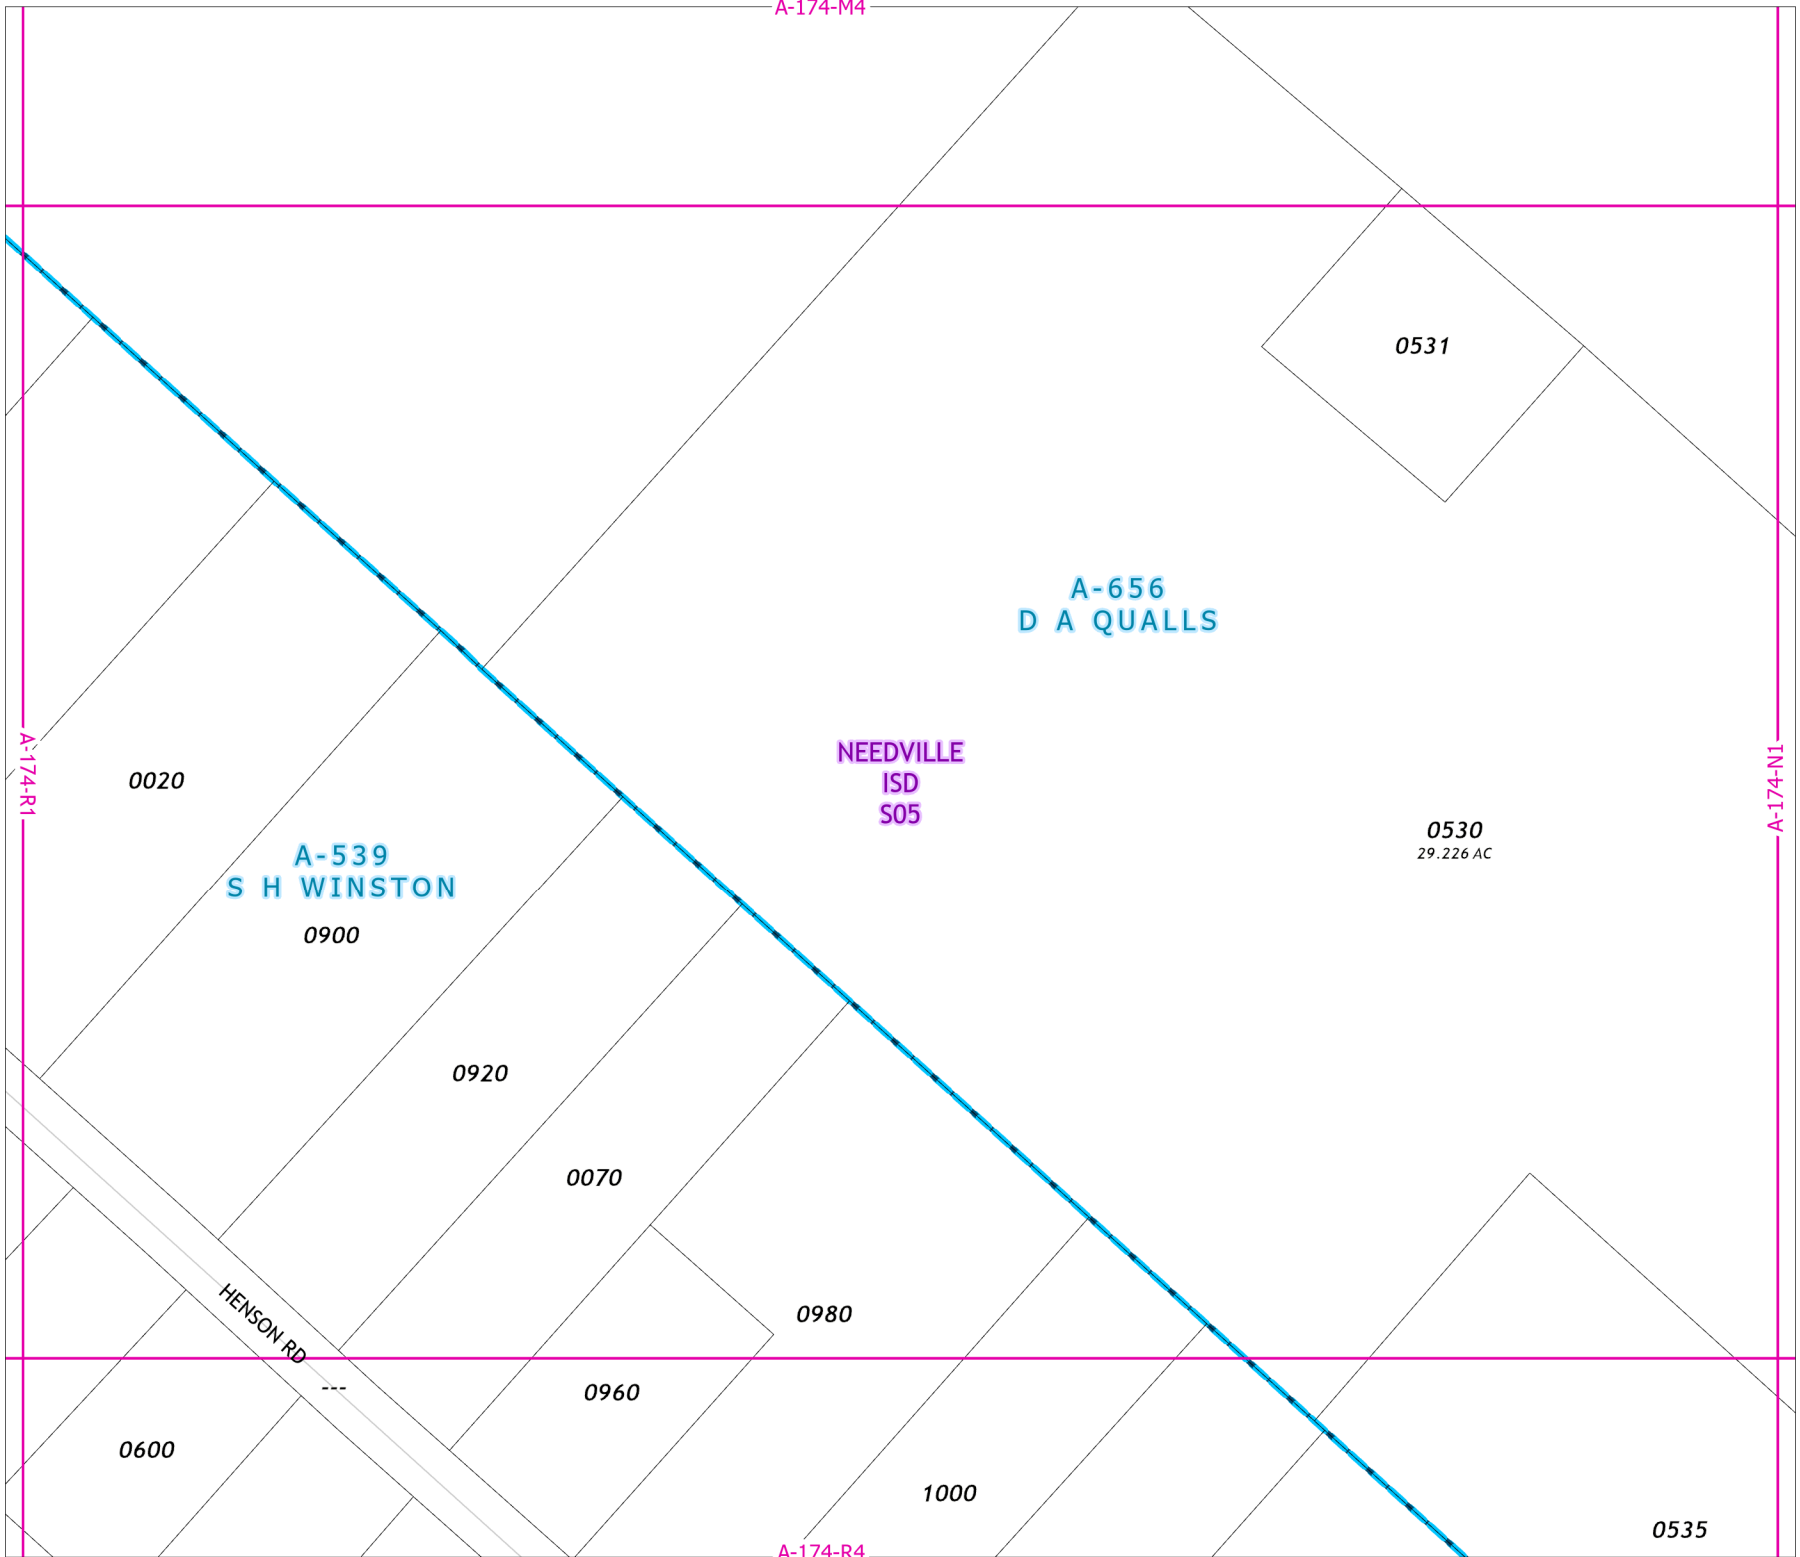 A-174-M4
0531
A-656
D A QUALLS
NEEDVILLE
ISD
S05
A-174-R1
A-174-N1
0020
0530
29.226 AC
A-539
S H WINSTON
0900
0920
0070
0980
HENSON RD
---
0960
0600
1000
0535
A-174-R4